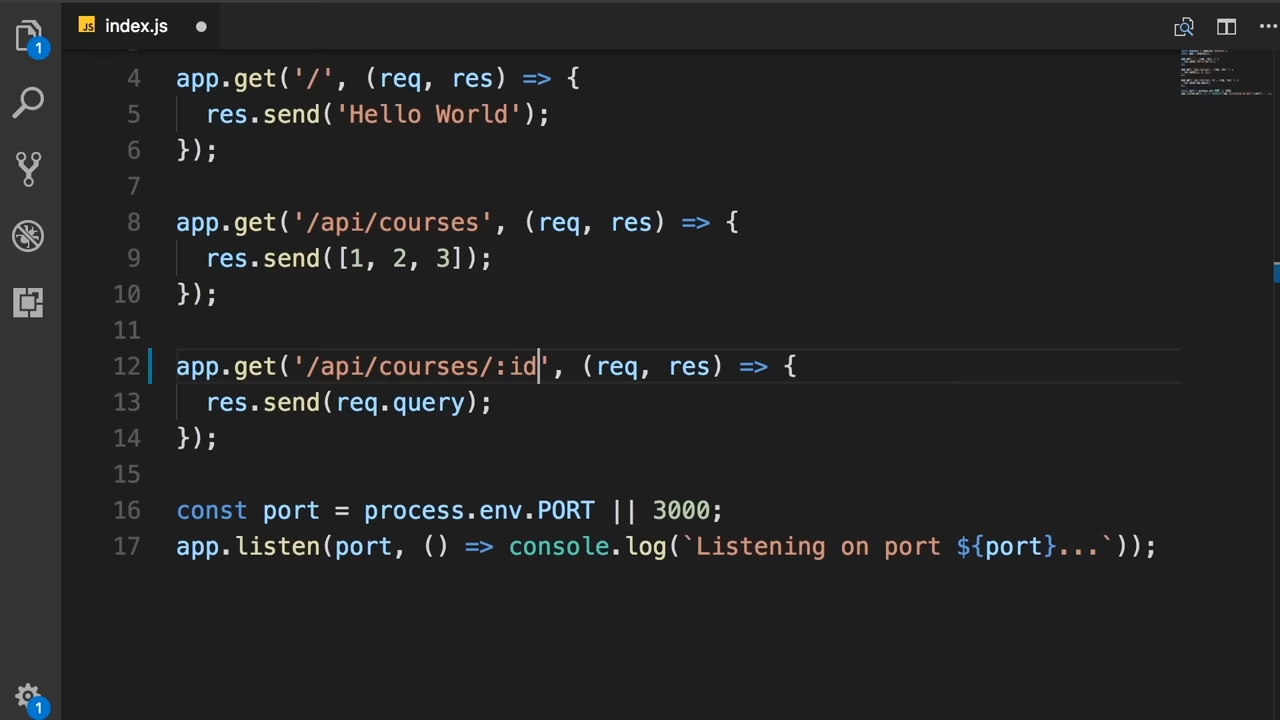 JS index.js
1
4 app.get('/', (req, res) => {
5 res.send('Hello World');
6 });
7
8 app.get('/api/courses', (req, res) => {
9 res.send([1, 2, 3]);
10 });
11
12 app.get('/api/courses/:id', (req, res) => {
13 res.send(req.query);
14 });
15
16 const port = process.env.PORT || 3000;
17 app.listen(port, () => console.log(`Listening on port ${port}...`));
1